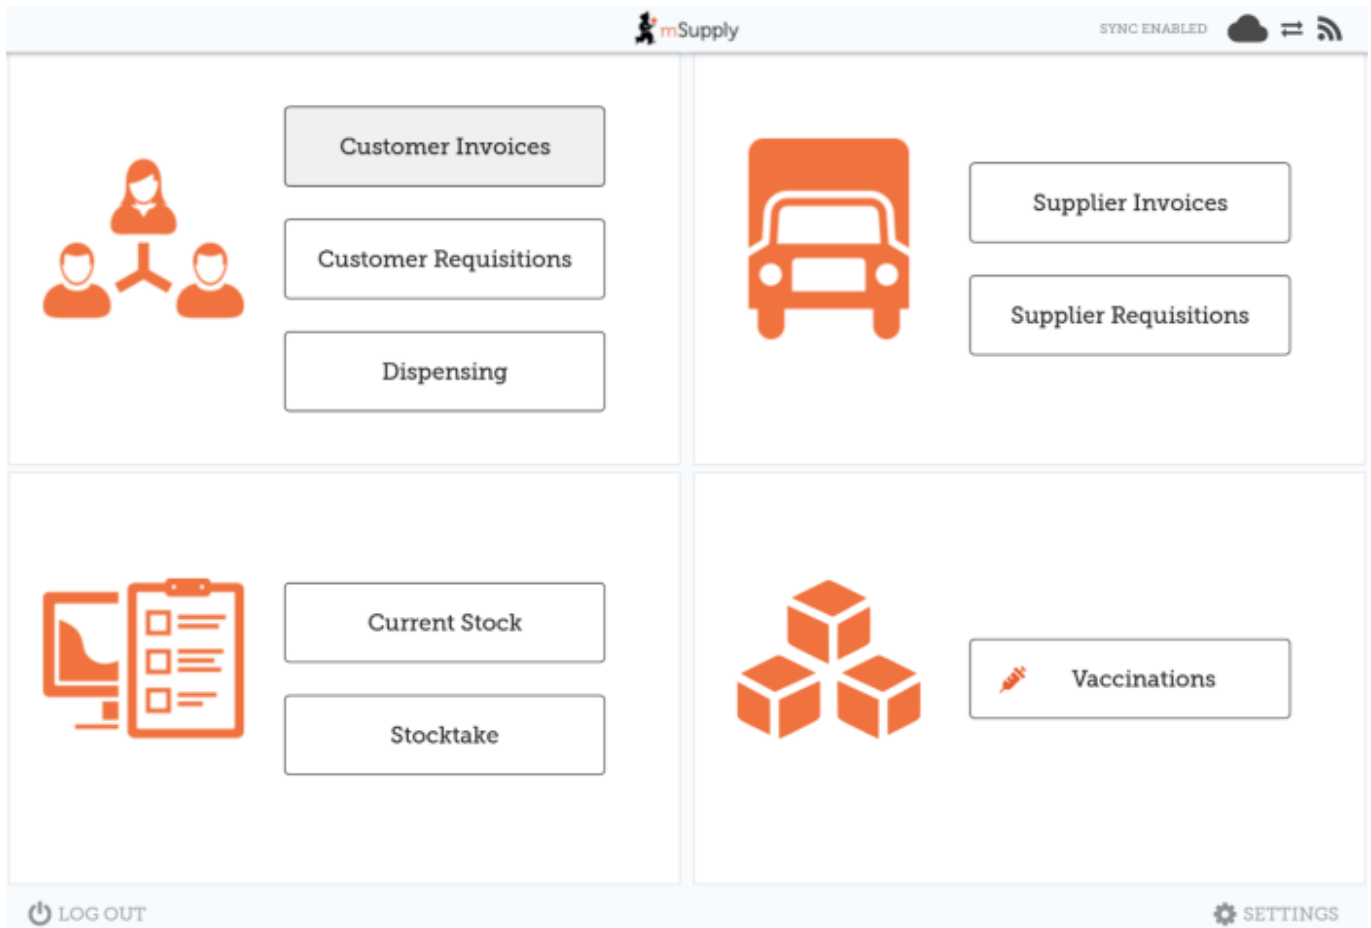 mSupply
SYNC ENABLED
Customer Invoices
Customer Requisitions
Dispensing
Supplier Invoices
Supplier Requisitions
Current Stock
Stocktake
Vaccinations
LOG OUT
SETTINGS